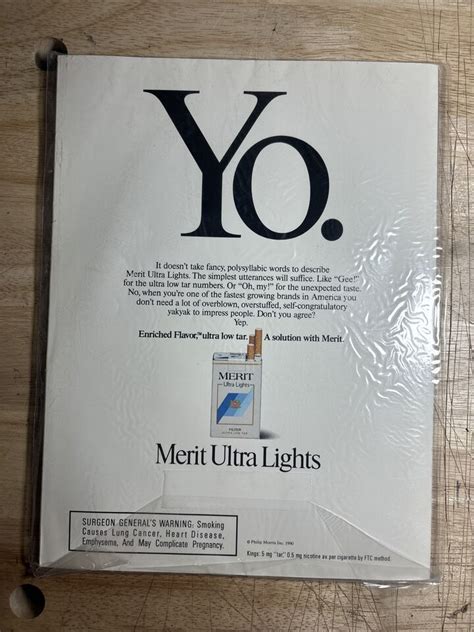 Yo.
It doesn't take fancy, polysyllabic words to describe
Merit Ultra Lights. The simplest utterances will suffice. Like "Gee!"
for the ultra low tar numbers. Or "Oh, my!" for the unexpected taste.
No, when you're one of the fastest growing brands in America you
don't need a lot of overblown, overstuffed, self-congratulatory
yakyak to impress people. Don't you agree?
Yep.
Enriched Flavor,™ ultra low tar. A solution with Merit.
MERIT
Ultra Lights
FILTER
Merit Ultra Lights
SURGEON GENERAL'S WARNING: Smoking
Causes Lung Cancer, Heart Disease,
Emphysema, And May Complicate Pregnancy.
© Philip Morris Inc. 1990
Kings: 5 mg "tar," 0.5 mg nicotine av. per cigarette by FTC method.